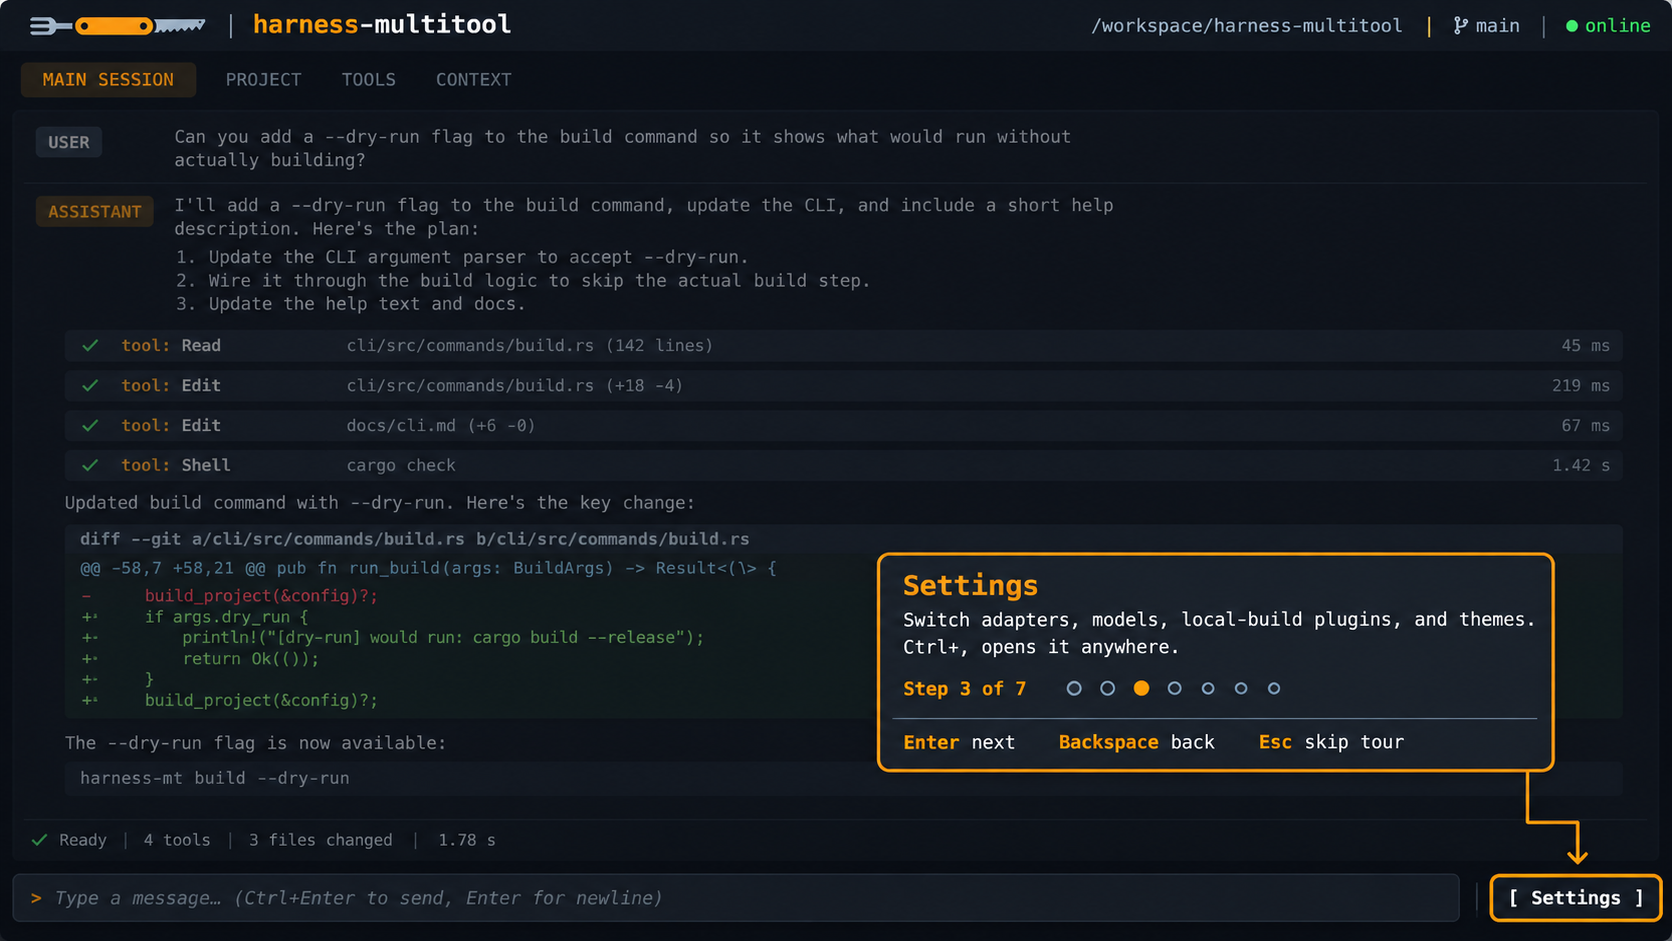 harness-multitool
/workspace/harness-multitool
main
online
MAIN SESSION
PROJECT
TOOLS
CONTEXT
USER
Can you add a --dry-run flag to the build command so it shows what would run without
actually building?
ASSISTANT
I'll add a --dry-run flag to the build command, update the CLI, and include a short help
description. Here's the plan:
1. Update the CLI argument parser to accept --dry-run.
2. Wire it through the build logic to skip the actual build step.
3. Update the help text and docs.
tool: Read cli/src/commands/build.rs (142 lines) 45 ms
tool: Edit cli/src/commands/build.rs (+18 -4) 219 ms
tool: Edit docs/cli.md (+6 -0) 67 ms
tool: Shell cargo check 1.42 s
Updated build command with --dry-run. Here's the key change:
diff --git a/cli/src/commands/build.rs b/cli/src/commands/build.rs
@@ -58,7 +58,21 @@ pub fn run_build(args: BuildArgs) -> Result<(\> {
- build_project(&config)?;
+ if args.dry_run {
+ println!("[dry-run] would run: cargo build --release");
+ return Ok(());
+ }
+ build_project(&config)?;
The --dry-run flag is now available:
harness-mt build --dry-run
Settings
Switch adapters, models, local-build plugins, and themes.
Ctrl+, opens it anywhere.
Step 3 of 7
Enter next Backspace back Esc skip tour
Ready | 4 tools | 3 files changed | 1.78 s
> Type a message… (Ctrl+Enter to send, Enter for newline)
[ Settings ]